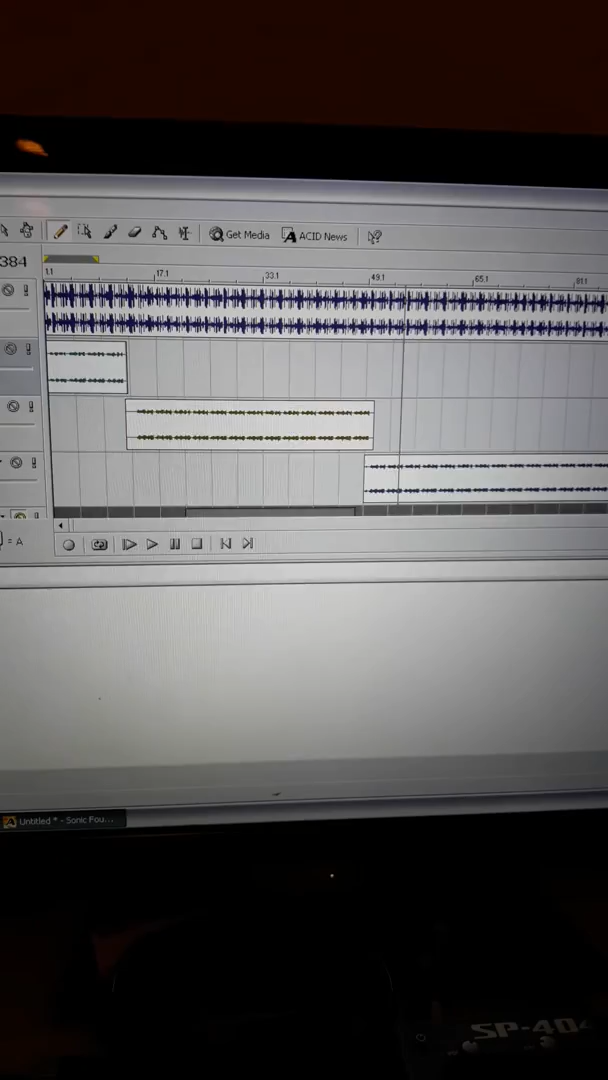 Get Media ACID News
384
1.1 17.1 33.1 49.1 65.1 81.1
= A
Untitled * - Sonic Fou...
SP-404